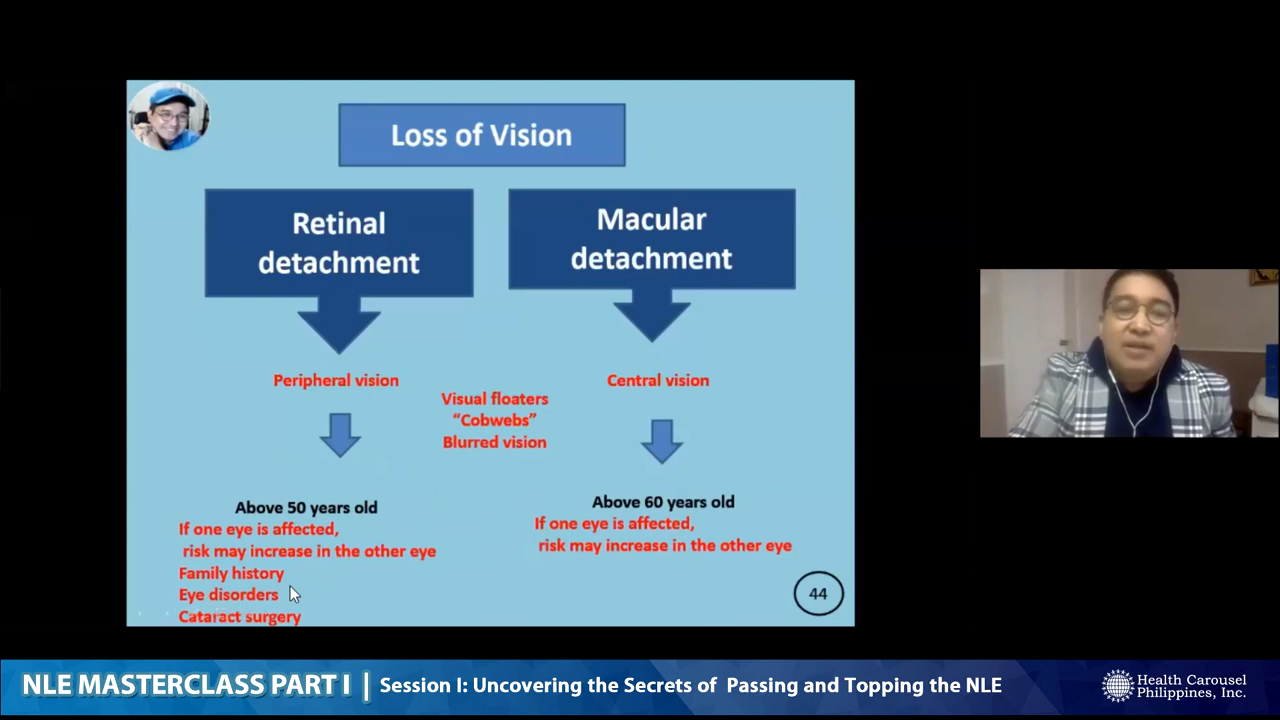 Loss of Vision
Retinal
detachment
Macular
detachment
Peripheral vision
Central vision
Visual floaters
“Cobwebs”
Blurred vision
Above 50 years old
If one eye is affected,
risk may increase in the other eye
Family history
Eye disorders
Cataract surgery
Above 60 years old
If one eye is affected,
risk may increase in the other eye
44
NLE MASTERCLASS PART I | Session I: Uncovering the Secrets of Passing and Topping the NLE
Health Carousel
Philippines, Inc.